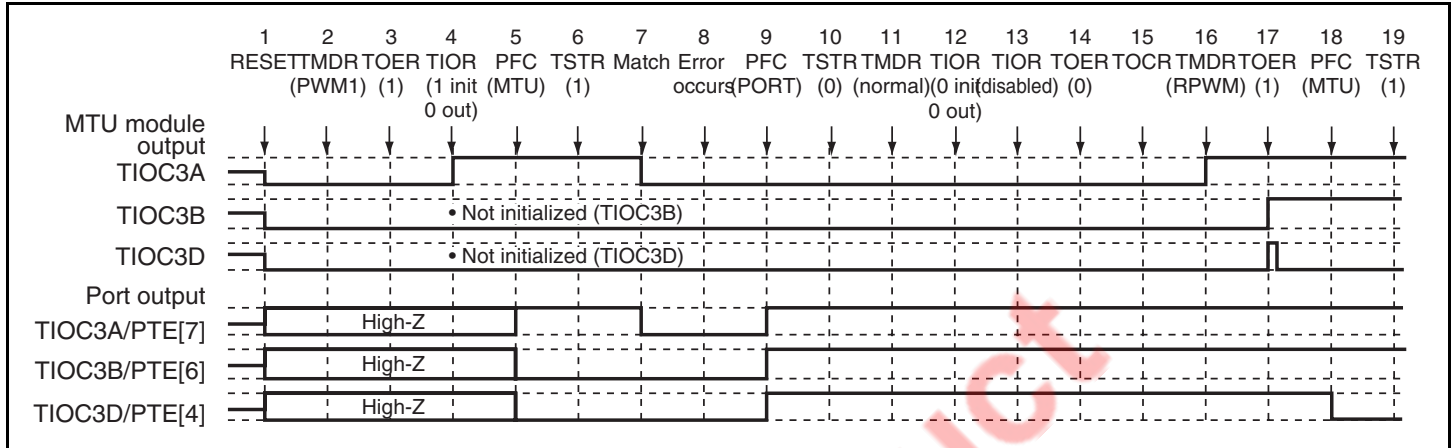 1 2 3 4 5 6 7 8 9 10 11 12 13 14 15 16 17 18 19
RESET TMDR TOER TIOR PFC TSTR Match Error PFC TSTR TMDR TIOR TIOR TOER TOCR TMDR TOER PFC TSTR
(PWM1) (1) (1 init (MTU) (1) occurs (PORT) (0) (normal) (0 init (disabled) (0) (RPWM) (1) (MTU) (1)
0 out) 0 out)
MTU module
output
TIOC3A
TIOC3B • Not initialized (TIOC3B)
TIOC3D • Not initialized (TIOC3D)
Port output
TIOC3A/PTE[7] High-Z
TIOC3B/PTE[6] High-Z
TIOC3D/PTE[4] High-Z
uct